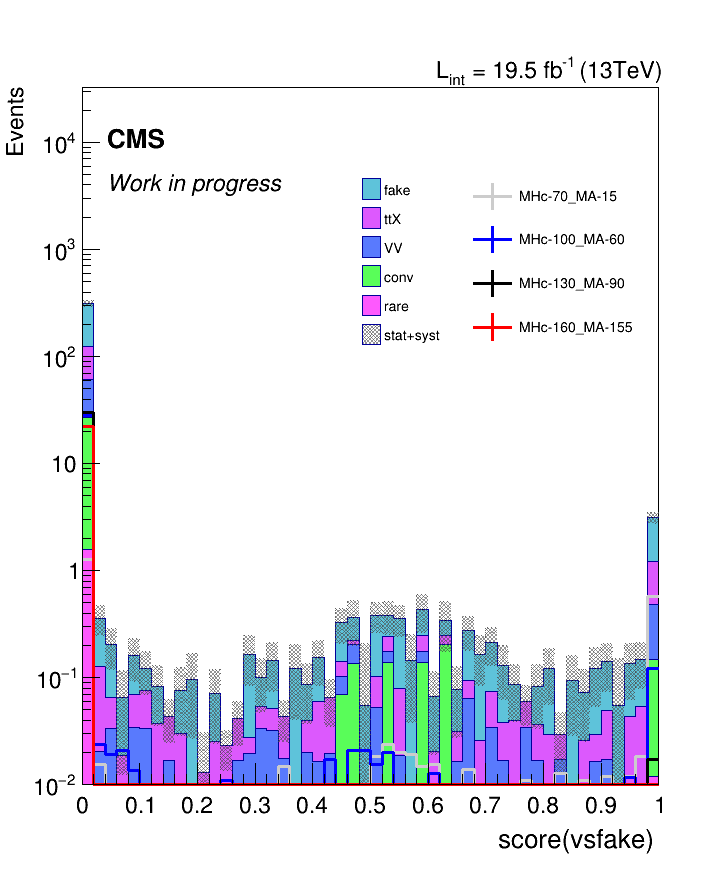 L_int = 19.5 fb^-1 (13TeV)
Events
CMS
Work in progress
fake
ttX
VV
conv
rare
stat+syst
MHc-70_MA-15
MHc-100_MA-60
MHc-130_MA-90
MHc-160_MA-155
10^4
10^3
10^2
10
1
10^-1
10^-2
0 0.1 0.2 0.3 0.4 0.5 0.6 0.7 0.8 0.9 1
score(vsfake)